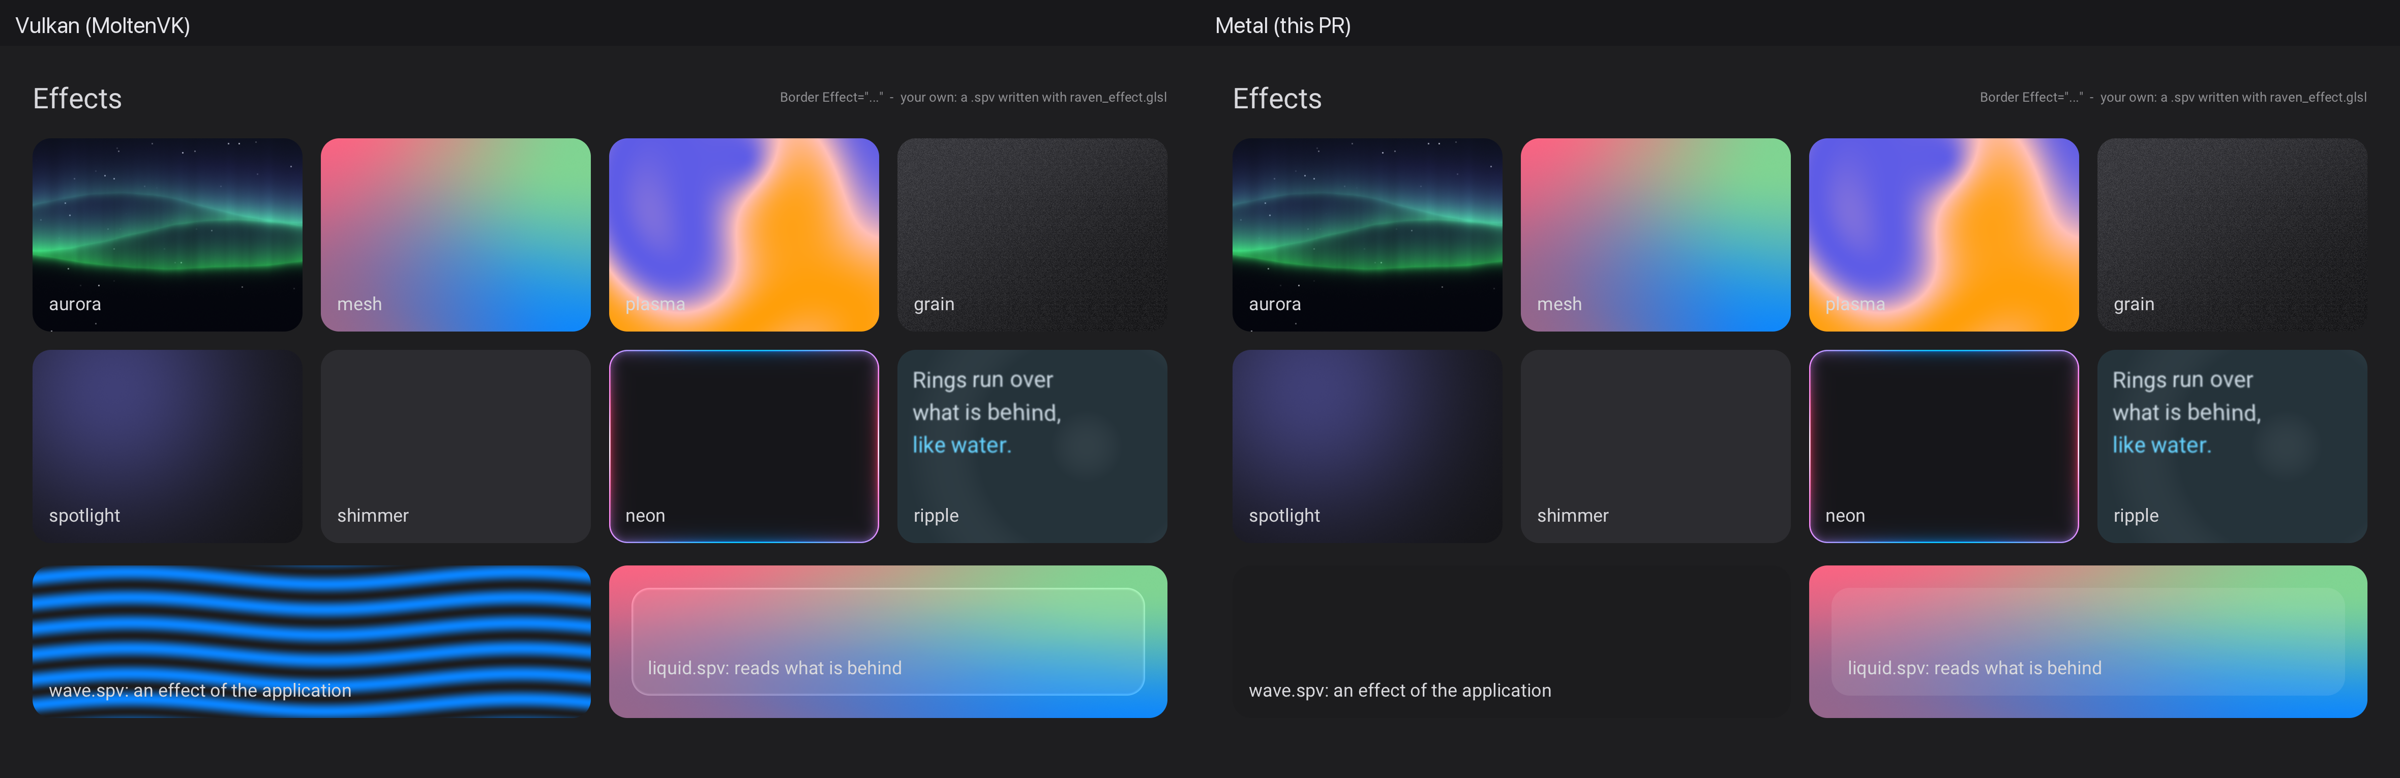 Vulkan (MoltenVK)
Effects
Border Effect="..." - your own: a .spv written with raven_effect.glsl
aurora
mesh
plasma
grain
spotlight
shimmer
neon
Rings run over
what is behind,
like water.
ripple
wave.spv: an effect of the application
liquid.spv: reads what is behind
Metal (this PR)
Effects
Border Effect="..." - your own: a .spv written with raven_effect.glsl
aurora
mesh
plasma
grain
spotlight
shimmer
neon
Rings run over
what is behind,
like water.
ripple
wave.spv: an effect of the application
liquid.spv: reads what is behind